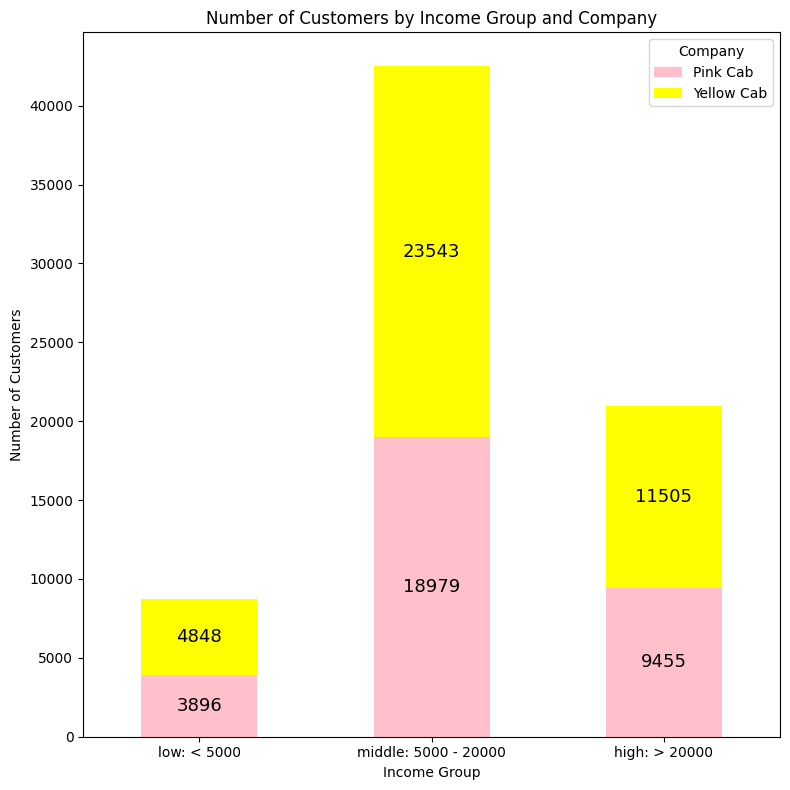 Number of Customers by Income Group and Company
Company
Pink Cab
Yellow Cab
Number of Customers
40000
35000
30000
25000
20000
15000
10000
5000
0
23543
11505
18979
9455
4848
3896
low: < 5000
middle: 5000 - 20000
high: > 20000
Income Group